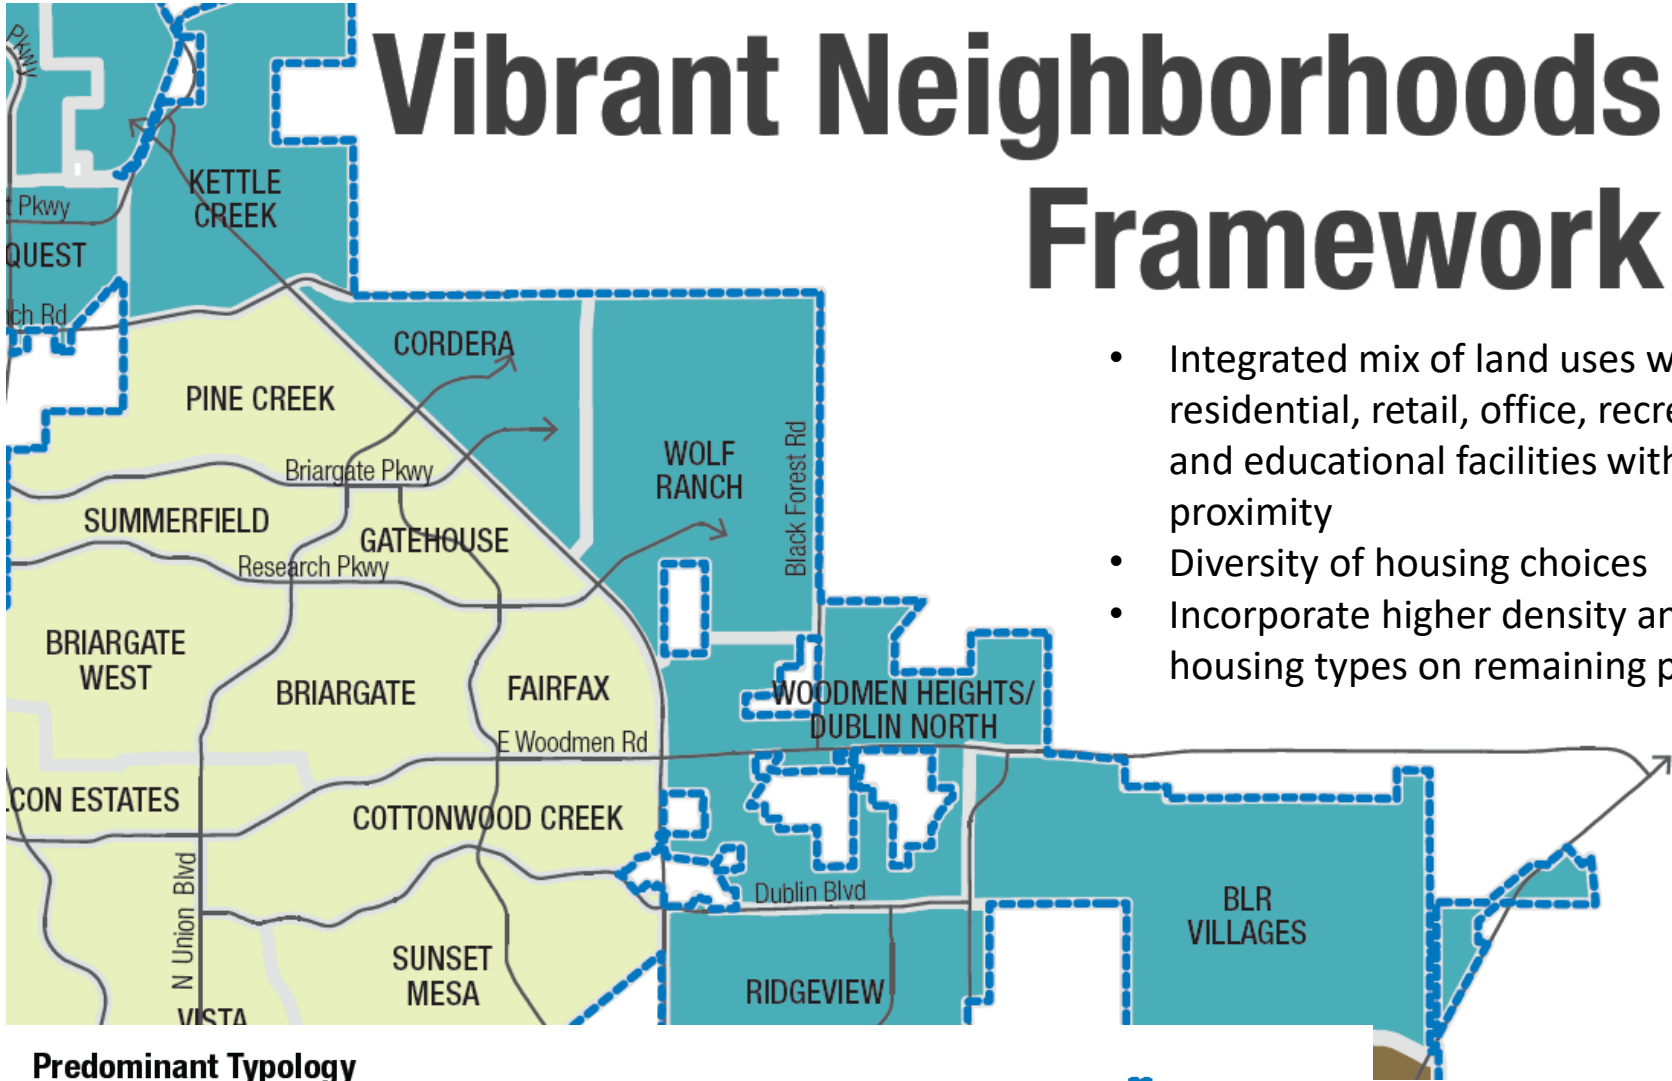 Vibrant Neighborhoods
Framework
• Integrated mix of land uses w
residential, retail, office, recre
and educational facilities with
proximity
• Diversity of housing choices
• Incorporate higher density an
housing types on remaining p
Pkwy
KETTLE
CREEK
t Pkwy
QUEST
ch Rd
CORDERA
PINE CREEK
WOLF
RANCH
Black Forest Rd
Briargate Pkwy
SUMMERFIELD
GATEHOUSE
Research Pkwy
BRIARGATE
WEST
BRIARGATE
FAIRFAX
WOODMEN HEIGHTS/
DUBLIN NORTH
E Woodmen Rd
CON ESTATES
COTTONWOOD CREEK
N Union Blvd
Dublin Blvd
BLR
VILLAGES
SUNSET
MESA
RIDGEVIEW
VISTA
Predominant Typology